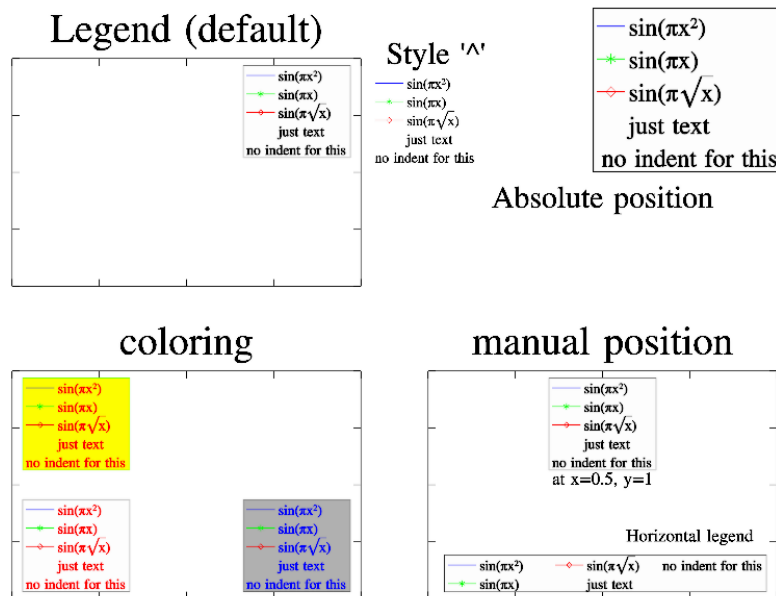 Legend (default)
sin(πx²)
sin(πx)
sin(π√x)
just text
no indent for this
Style '^'
sin(πx²)
sin(πx)
sin(π√x)
just text
no indent for this
sin(πx²)
sin(πx)
sin(π√x)
just text
no indent for this
Absolute position
coloring
sin(πx²)
sin(πx)
sin(π√x)
just text
no indent for this
sin(πx²)
sin(πx)
sin(π√x)
just text
no indent for this
sin(πx²)
sin(πx)
sin(π√x)
just text
no indent for this
manual position
sin(πx²)
sin(πx)
sin(π√x)
just text
no indent for this
at x=0.5, y=1
Horizontal legend
sin(πx²) sin(π√x) no indent for this
sin(πx) just text